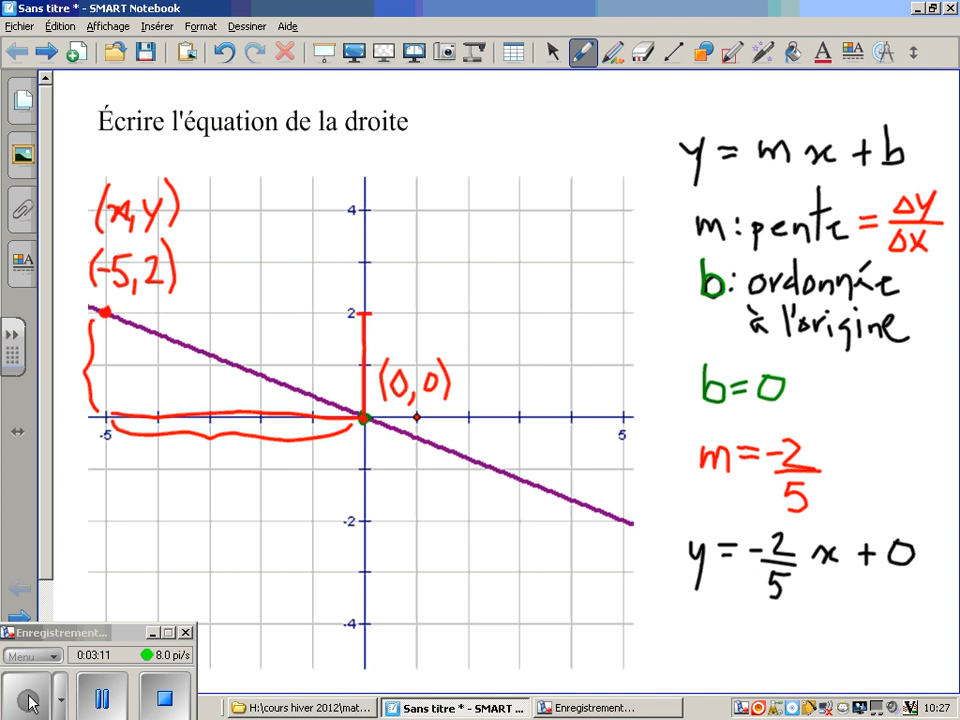 Sans titre * - SMART Notebook
Fichier Édition Affichage Insérer Format Dessiner Aide
Écrire l'équation de la droite
y = mx + b
(x, y)
m : pente = Δy/Δx
(-5, 2)
b : ordonnée
à l'origine
4
2
(0, 0)
b = 0
-5
5
m = -2/5
-2
y = -2/5 x + 0
-4
Enregistrement...
Menu
0:03:11
8.0 pi/s
H:\cours hiver 2012\mat...
Sans titre * - SMART ...
Enregistrement...
10:27